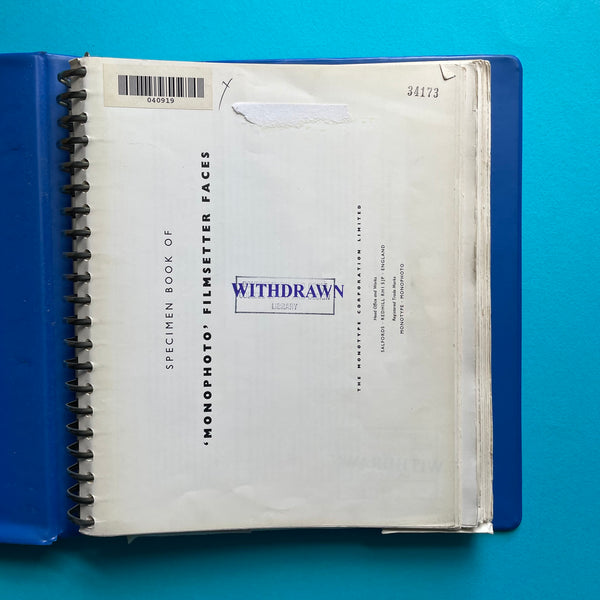 040919
34173
SPECIMEN BOOK OF
'MONOPHOTO' FILMSETTER FACES
WITHDRAWN
LIBRARY
THE MONOTYPE CORPORATION LIMITED
Head Office and Works
SALFORDS · REDHILL RH1 5JP · ENGLAND
Registered Trade Marks
MONOTYPE · MONOPHOTO